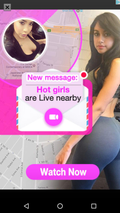 New message:
Hot girls
are Live nearby
Watch Now